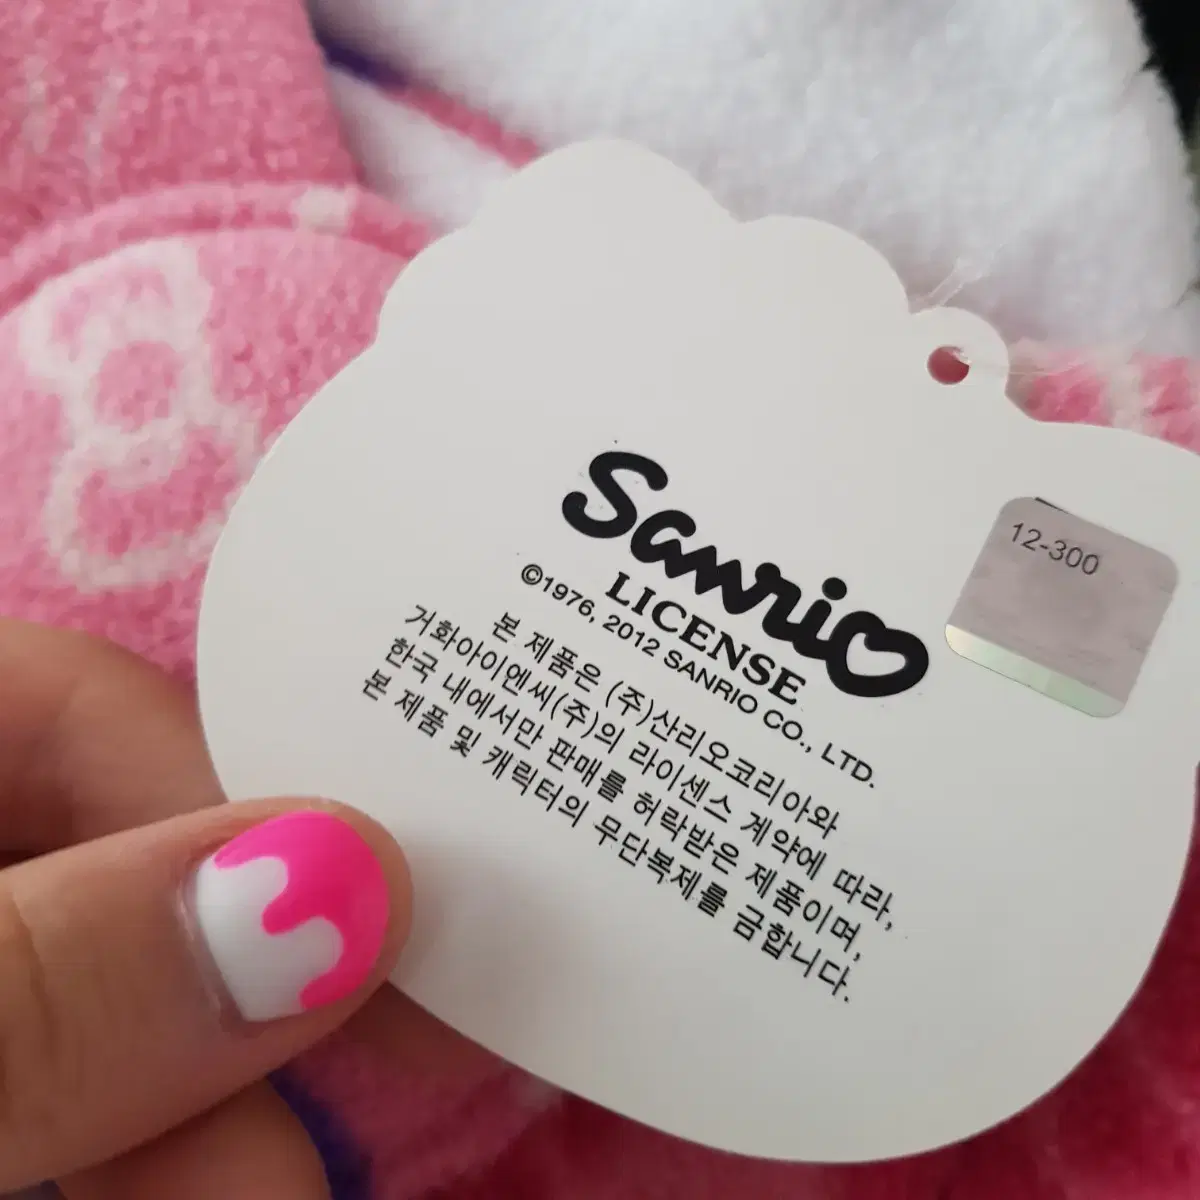 Sanrio
LICENSE
©1976, 2012 SANRIO CO., LTD.
본 제품은 (주)산리오코리아와
거화아이앤씨(주)의 라이센스 계약에 따라,
한국 내에서만 판매를 허락받은 제품이며,
본 제품 및 캐릭터의 무단복제를 금합니다.
12-300